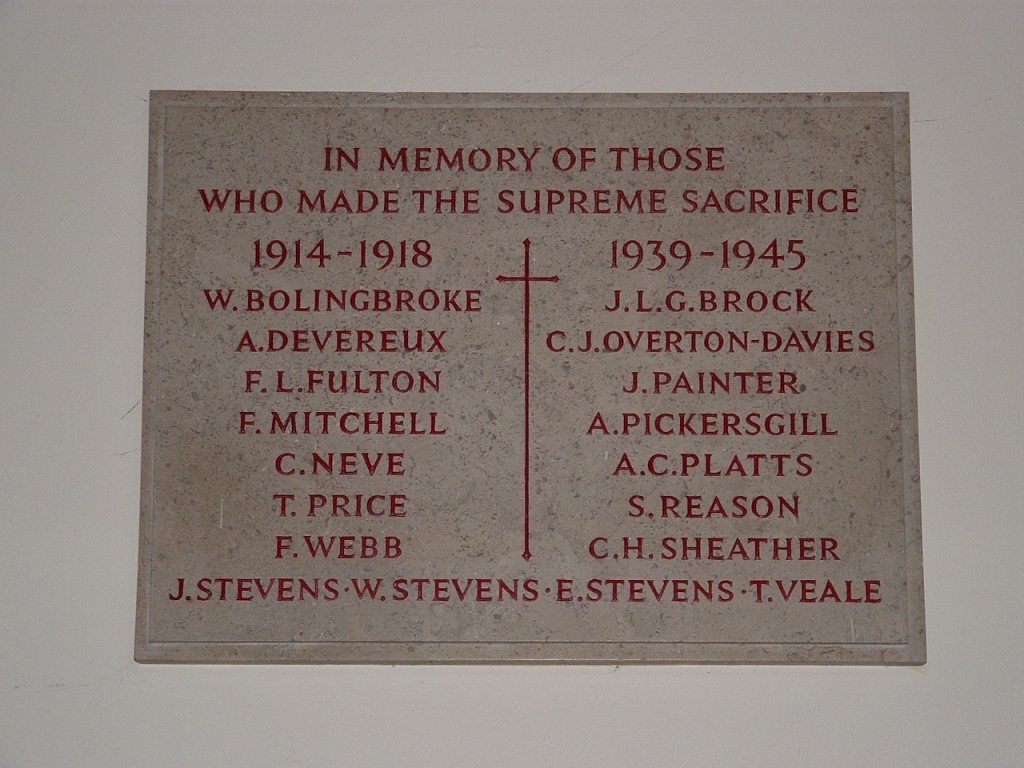 IN MEMORY OF THOSE
WHO MADE THE SUPREME SACRIFICE
1914-1918
W. BOLINGBROKE
A. DEVEREUX
F. L. FULTON
F. MITCHELL
C. NEVE
T. PRICE
F. WEBB
1939-1945
J. L. G. BROCK
C. J. OVERTON-DAVIES
J. PAINTER
A. PICKERSGILL
A. C. PLATTS
S. REASON
C. H. SHEATHER
J. STEVENS · W. STEVENS · E. STEVENS · T. VEALE